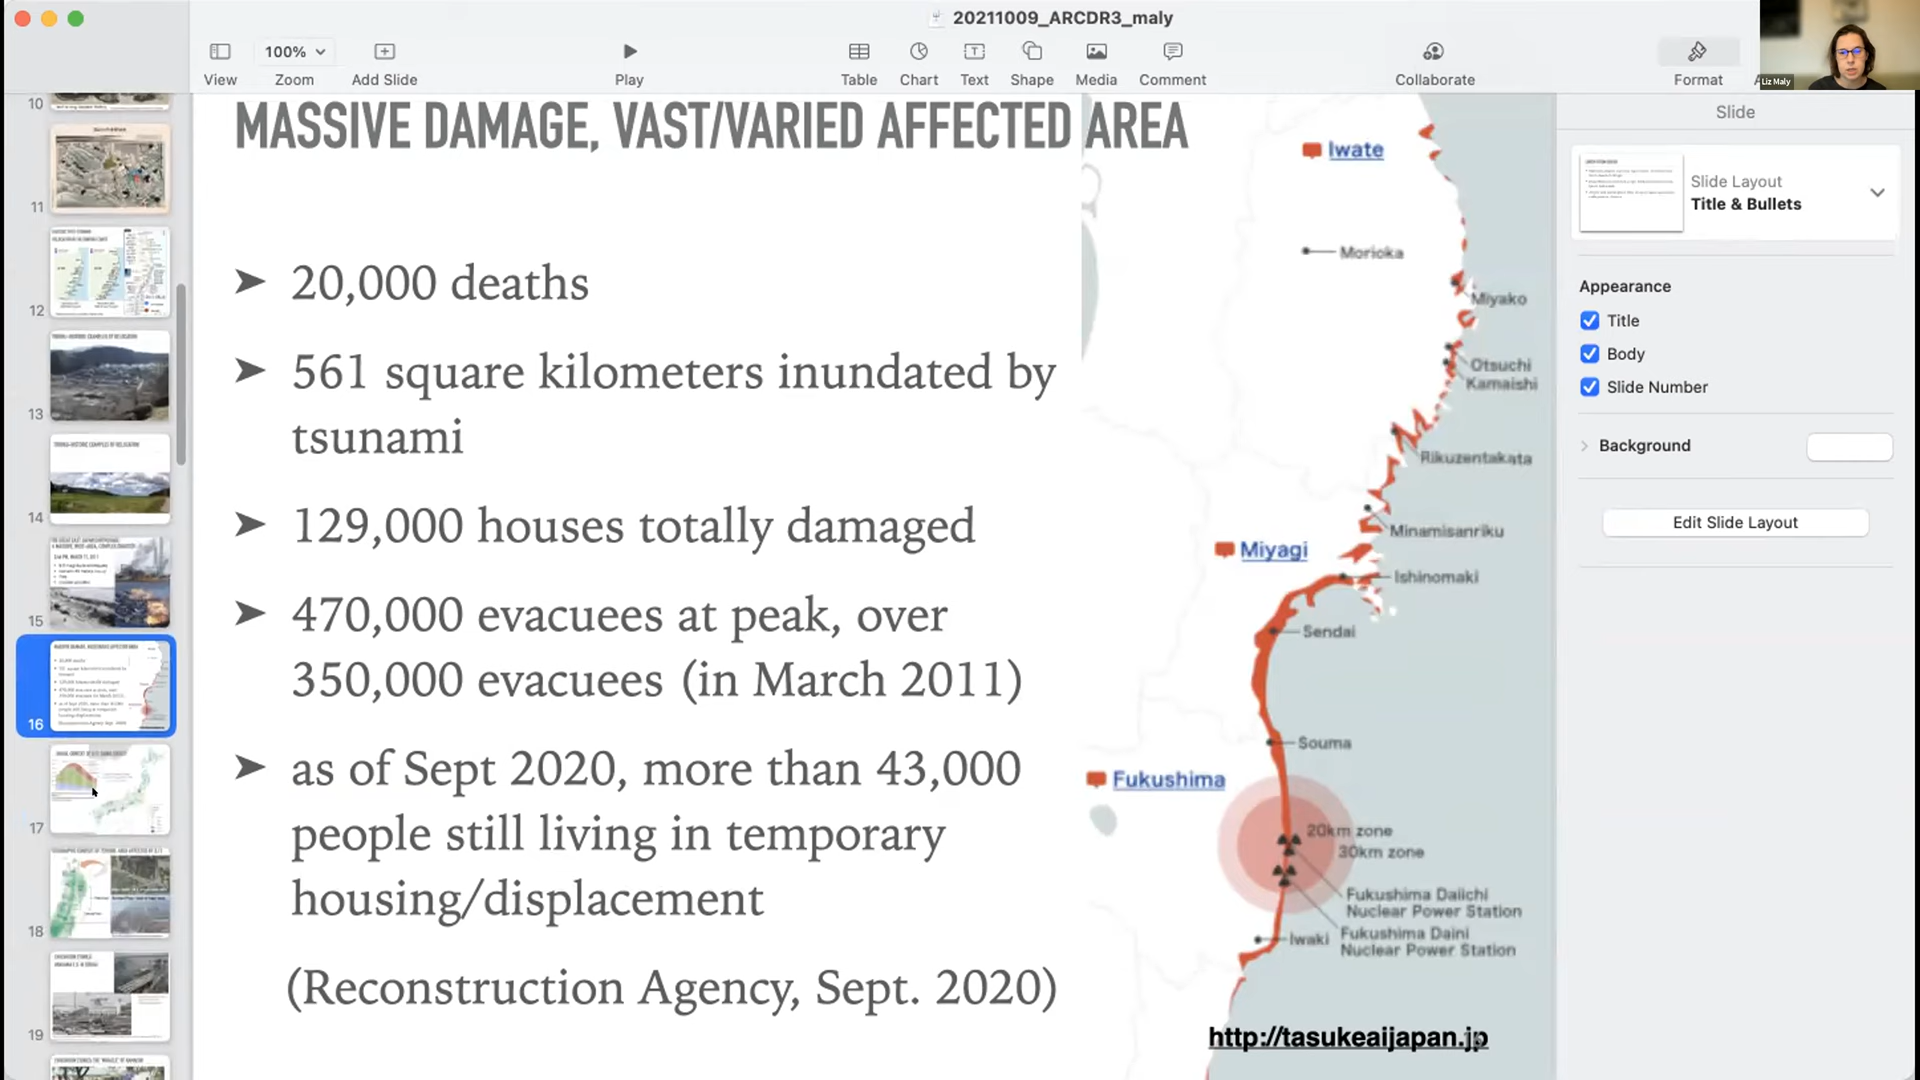 20211009_ARCDR3_maly
100%
View
Zoom
Add Slide
Play
Table
Chart
Text
Shape
Media
Comment
Collaborate
Format
Liz Maly
MASSIVE DAMAGE, VAST/VARIED AFFECTED AREA
➤ 20,000 deaths
➤ 561 square kilometers inundated by
tsunami
➤ 129,000 houses totally damaged
➤ 470,000 evacuees at peak, over
350,000 evacuees (in March 2011)
➤ as of Sept 2020, more than 43,000
people still living in temporary
housing/displacement
(Reconstruction Agency, Sept. 2020)
Iwate
Morioka
Miyako
Otsuchi
Kamaishi
Rikuzentakata
Minamisanriku
Miyagi
Ishinomaki
Sendai
Souma
Fukushima
20km zone
30km zone
Fukushima Daiichi
Nuclear Power Station
Fukushima Daini
Nuclear Power Station
Iwaki
http://tasukeaijapan.jp
Slide
Slide Layout
Title & Bullets
Appearance
Title
Body
Slide Number
Background
Edit Slide Layout
10
11
12
13
14
15
16
17
18
19